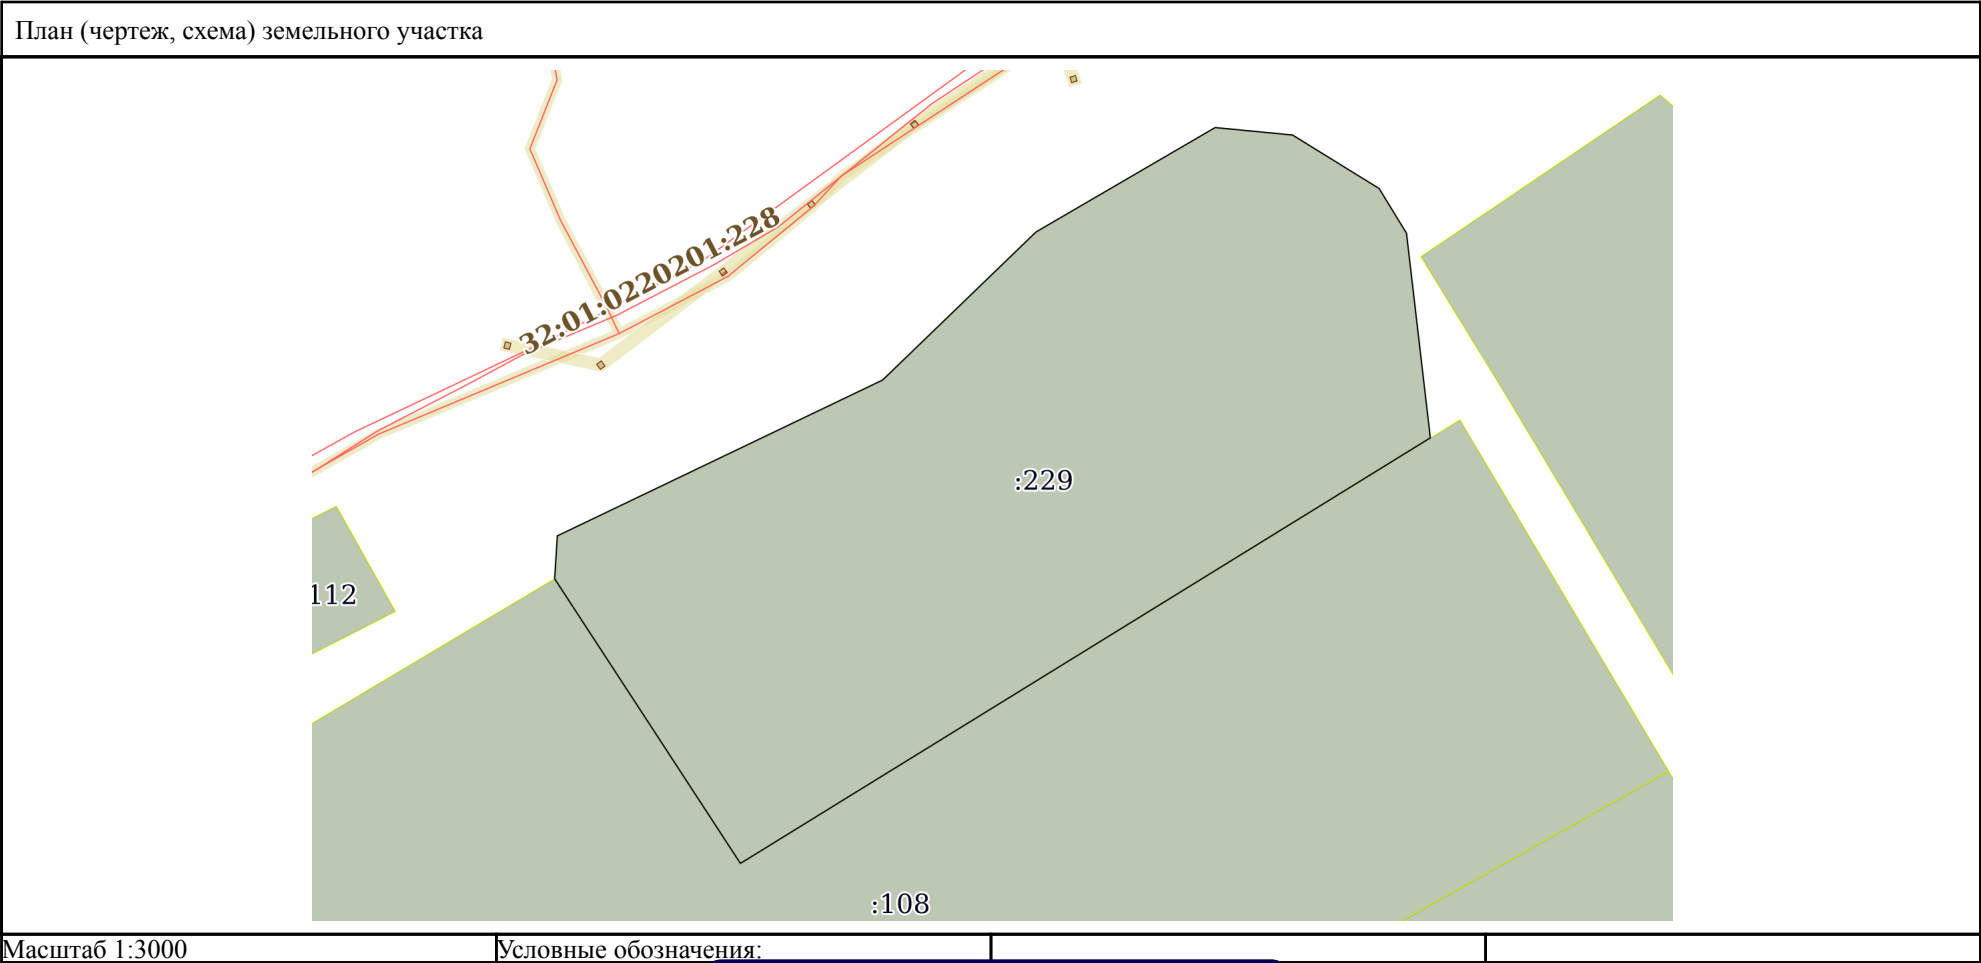 План (чертеж, схема) земельного участка
32:01:0220201:228
:229
112
:108
Масштаб 1:3000
Условные обозначения: